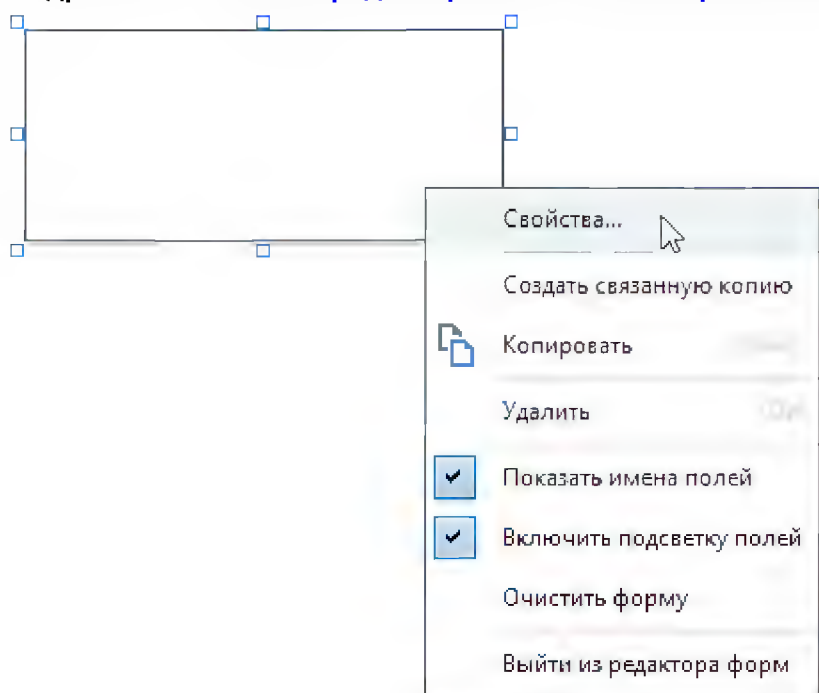 Свойства...
Создать связанную копию
Копировать
Удалить
Показать имена полей
Включить подсветку полей
Очистить форму
Выйти из редактора форм